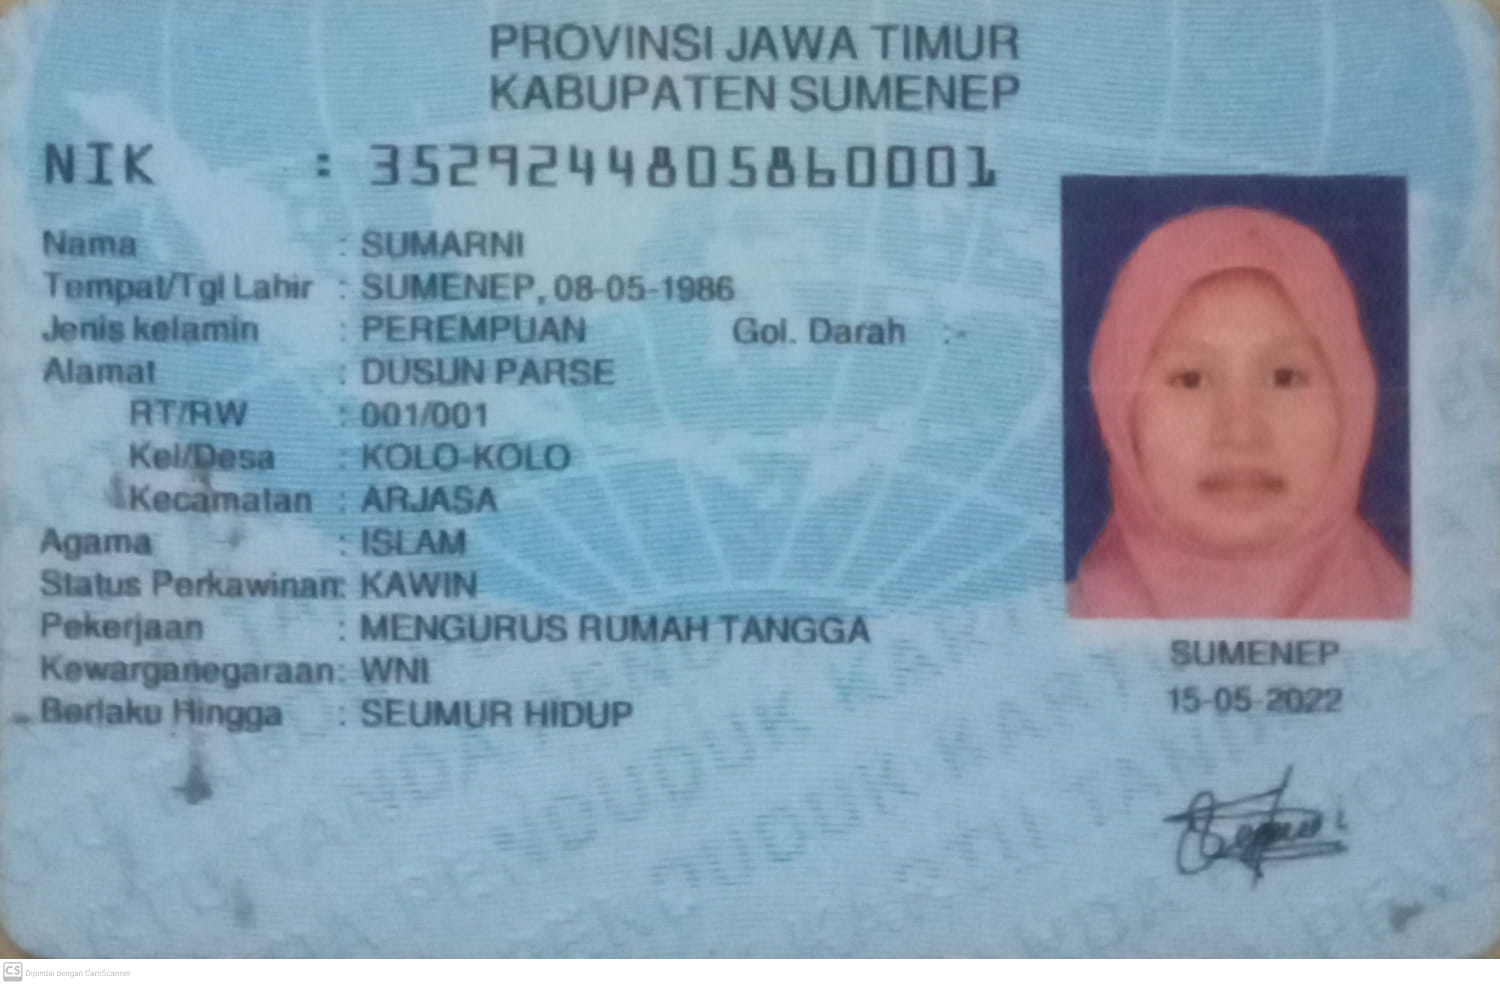 PROVINSI JAWA TIMUR
KABUPATEN SUMENEP
NIK : 3529244805860001
Nama : SUMARNI
Tempat/Tgl Lahir : SUMENEP, 08-05-1986
Jenis kelamin : PEREMPUAN Gol. Darah :-
Alamat : DUSUN PARSE
RT/RW : 001/001
Kel/Desa : KOLO-KOLO
Kecamatan : ARJASA
Agama : ISLAM
Status Perkawinan: KAWIN
Pekerjaan : MENGURUS RUMAH TANGGA
Kewarganegaraan: WNI
Berlaku Hingga : SEUMUR HIDUP
SUMENEP
15-05-2022
CS Dipindai dengan CamScanner